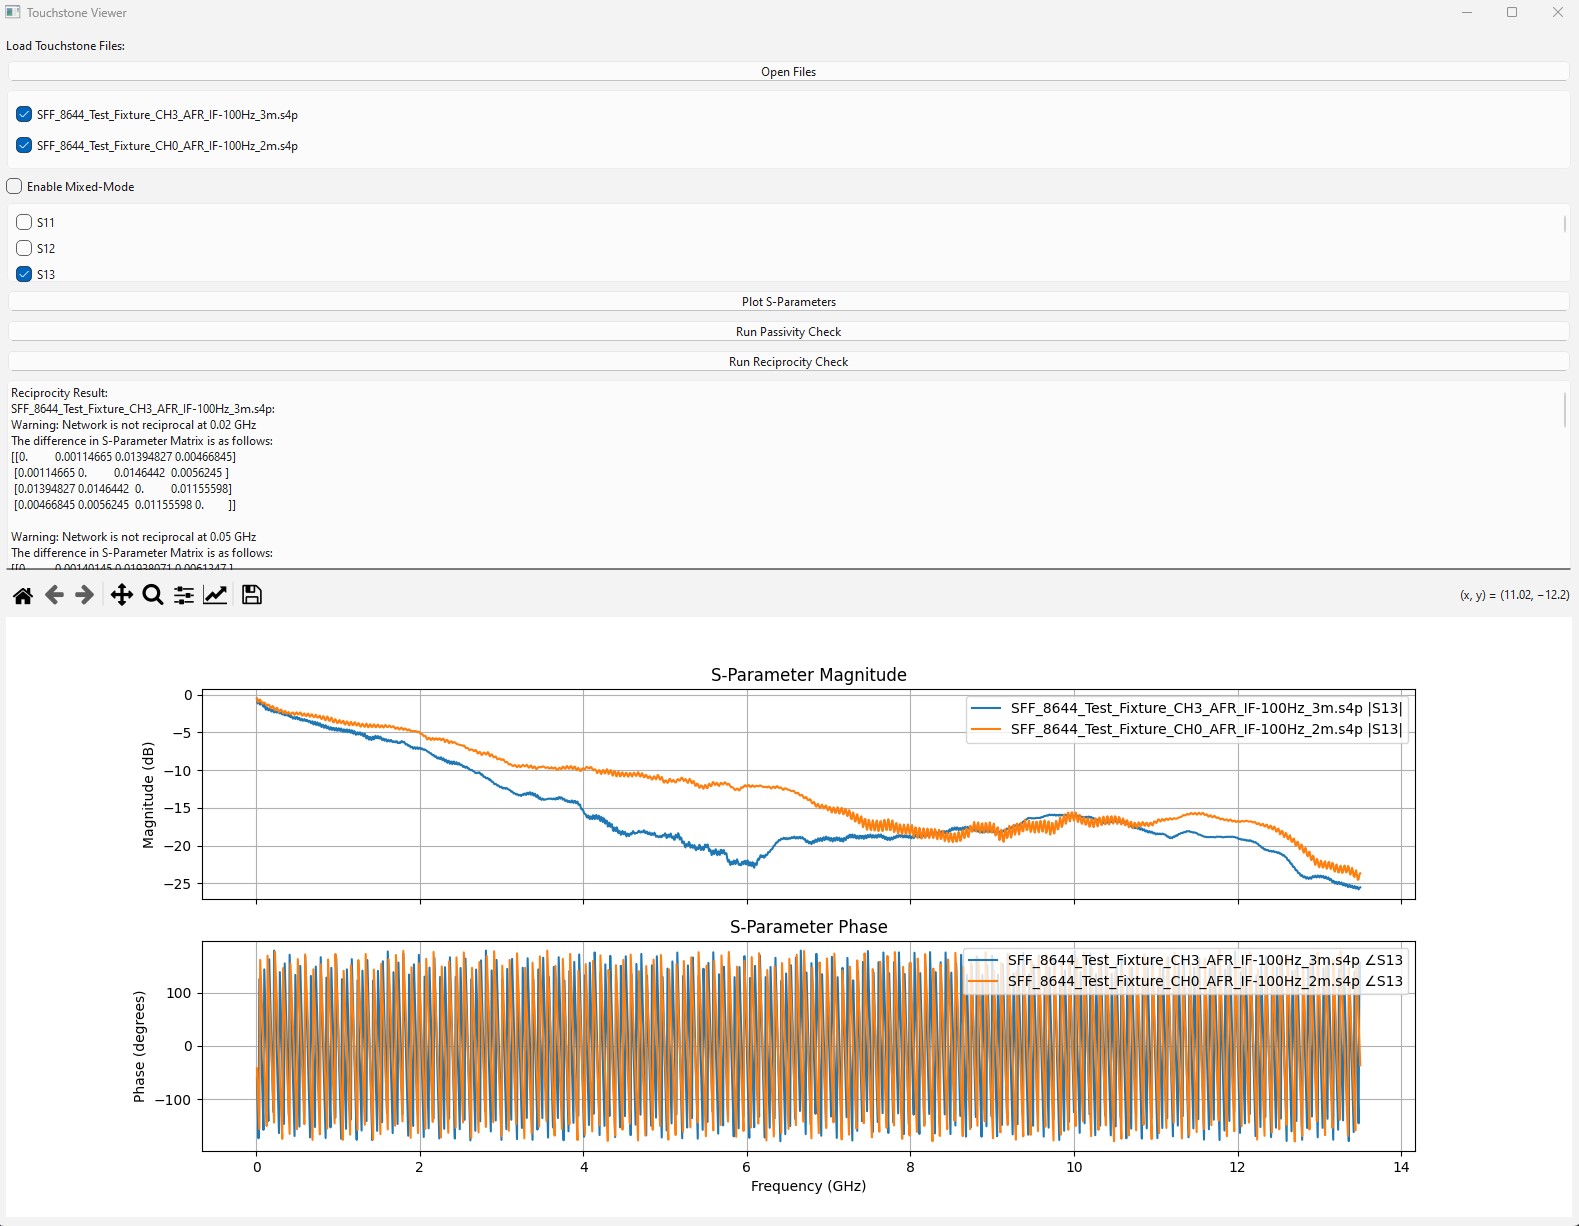 Touchstone Viewer
Load Touchstone Files:
Open Files
SFF_8644_Test_Fixture_CH3_AFR_IF-100Hz_3m.s4p
SFF_8644_Test_Fixture_CH0_AFR_IF-100Hz_2m.s4p
Enable Mixed-Mode
S11
S12
S13
Plot S-Parameters
Run Passivity Check
Run Reciprocity Check
Reciprocity Result:
SFF_8644_Test_Fixture_CH3_AFR_IF-100Hz_3m.s4p:
Warning: Network is not reciprocal at 0.02 GHz
The difference in S-Parameter Matrix is as follows:
[[0. 0.00114665 0.01394827 0.00466845]
[0.00114665 0. 0.0146442 0.0056245 ]
[0.01394827 0.0146442 0. 0.01155598]
[0.00466845 0.0056245 0.01155598 0. ]]
Warning: Network is not reciprocal at 0.05 GHz
The difference in S-Parameter Matrix is as follows:
[[0. 0.00140145 0.01938071 0.0061347 ]
(x, y) = (11.02, −12.2)
S-Parameter Magnitude
SFF_8644_Test_Fixture_CH3_AFR_IF-100Hz_3m.s4p |S13|
SFF_8644_Test_Fixture_CH0_AFR_IF-100Hz_2m.s4p |S13|
Magnitude (dB)
0
−5
−10
−15
−20
−25
S-Parameter Phase
SFF_8644_Test_Fixture_CH3_AFR_IF-100Hz_3m.s4p ∠S13
SFF_8644_Test_Fixture_CH0_AFR_IF-100Hz_2m.s4p ∠S13
Phase (degrees)
100
0
−100
0 2 4 6 8 10 12 14
Frequency (GHz)